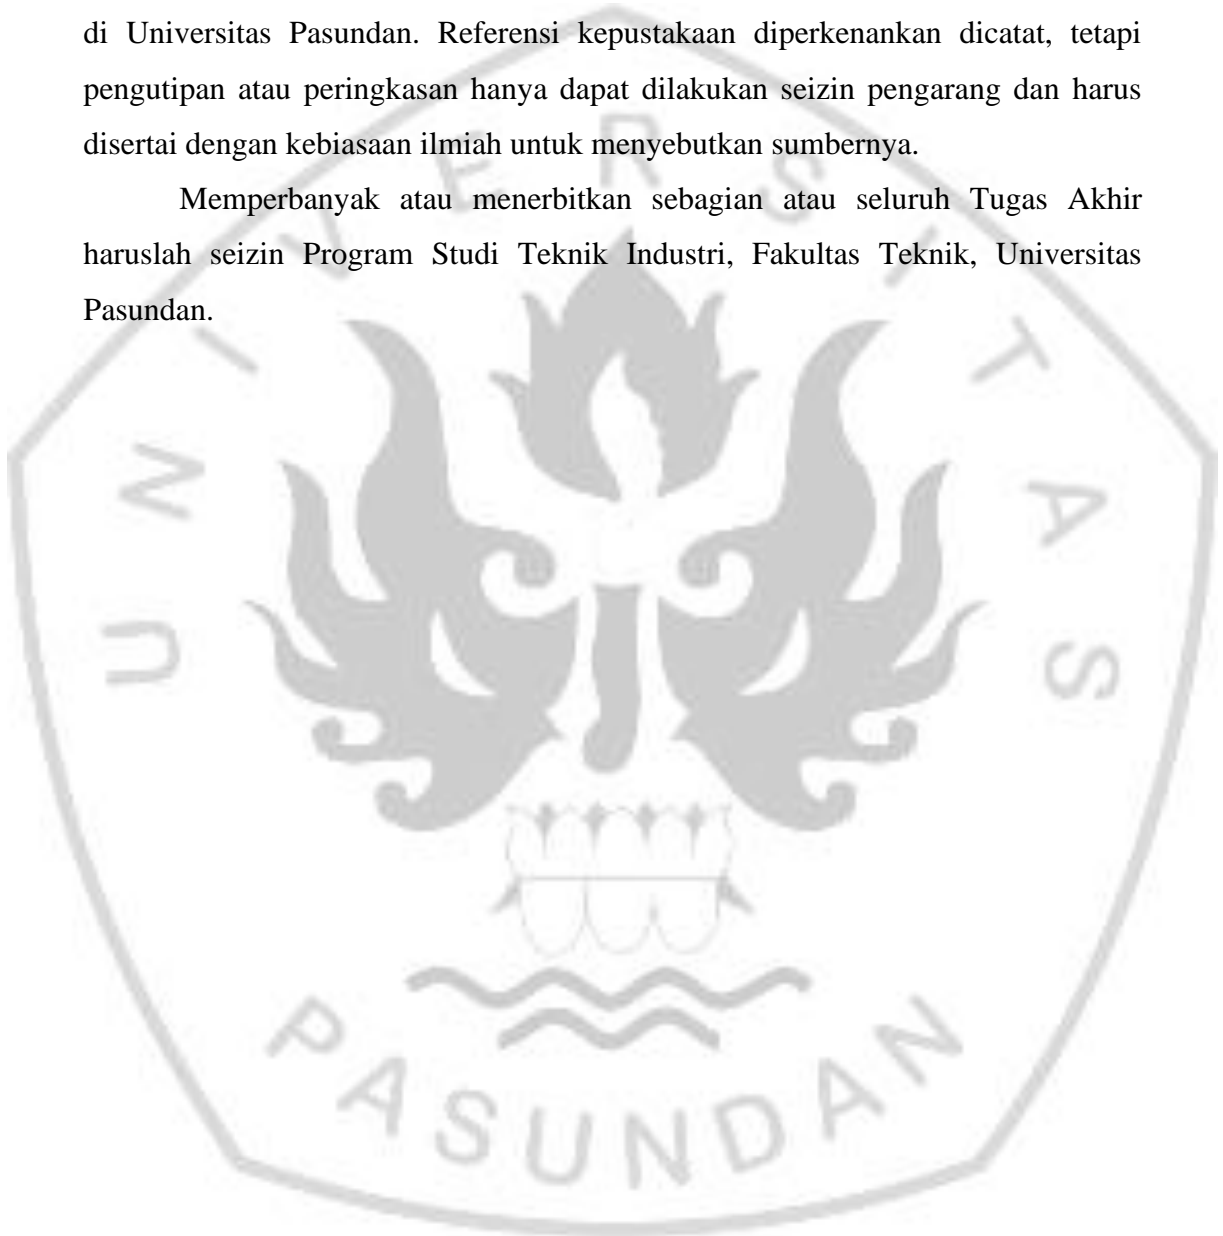 di Universitas Pasundan. Referensi kepustakaan diperkenankan dicatat, tetapi
pengutipan atau peringkasan hanya dapat dilakukan seizin pengarang dan harus
disertai dengan kebiasaan ilmiah untuk menyebutkan sumbernya.
Memperbanyak atau menerbitkan sebagian atau seluruh Tugas Akhir
haruslah seizin Program Studi Teknik Industri, Fakultas Teknik, Universitas
Pasundan.
UNIVERSITAS
PASUNDAN